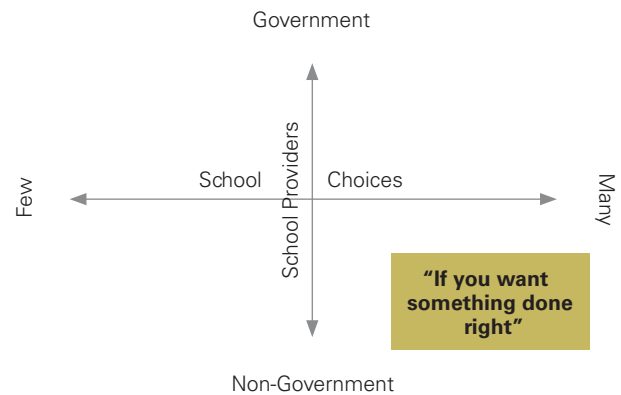 Government
School Providers
School Choices
Few
Many
“If you want
something done
right”
Non-Government